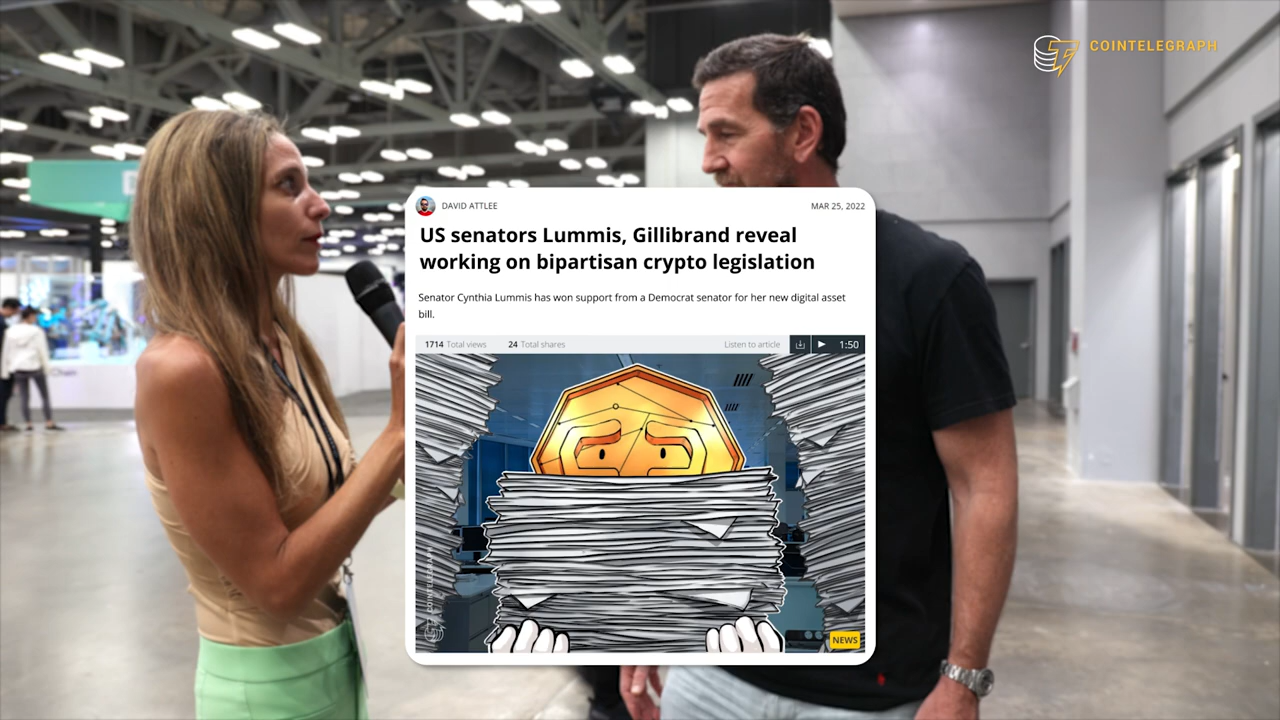 COINTELEGRAPH
DAVID ATTLEE
MAR 25, 2022
US senators Lummis, Gillibrand reveal
working on bipartisan crypto legislation
Senator Cynthia Lummis has won support from a Democrat senator for her new digital asset
bill.
1714 Total views
24 Total shares
Listen to article
1:50
COINTELEGRAPH
NEWS